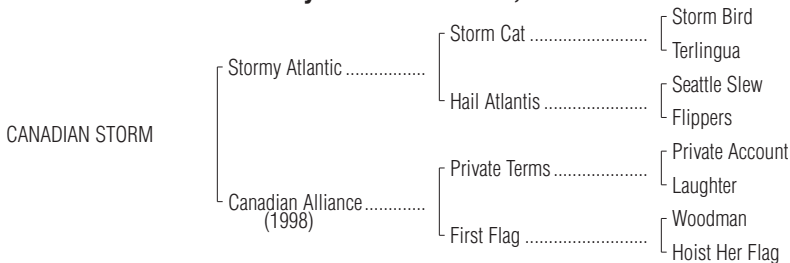 Storm Bird
Storm Cat ..........................
Terlingua
Stormy Atlantic .................
Seattle Slew
Hail Atlantis .......................
Flippers
CANADIAN STORM
Private Account
Private Terms .....................
Laughter
Canadian Alliance.............
(1998)
Woodman
First Flag ...........................
Hoist Her Flag